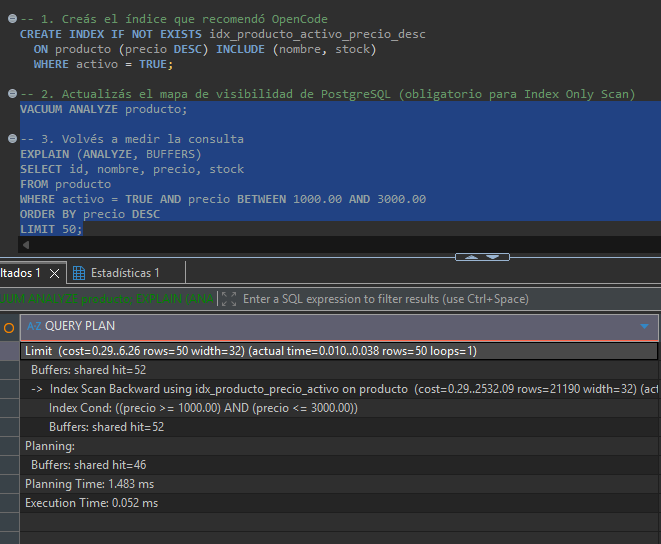 -- 1. Creás el índice que recomendó OpenCode
CREATE INDEX IF NOT EXISTS idx_producto_activo_precio_desc
ON producto (precio DESC) INCLUDE (nombre, stock)
WHERE activo = TRUE;
-- 2. Actualizás el mapa de visibilidad de PostgreSQL (obligatorio para Index Only Scan)
VACUUM ANALYZE producto;
-- 3. Volvés a medir la consulta
EXPLAIN (ANALYZE, BUFFERS)
SELECT id, nombre, precio, stock
FROM producto
WHERE activo = TRUE AND precio BETWEEN 1000.00 AND 3000.00
ORDER BY precio DESC
LIMIT 50;
ltados 1 Estadísticas 1
UUM ANALYZE producto; EXPLAIN (ANA Enter a SQL expression to filter results (use Ctrl+Space)
AZ QUERY PLAN
Limit (cost=0.29..6.26 rows=50 width=32) (actual time=0.010..0.038 rows=50 loops=1)
Buffers: shared hit=52
-> Index Scan Backward using idx_producto_precio_activo on producto (cost=0.29..2532.09 rows=21190 width=32) (act
Index Cond: ((precio >= 1000.00) AND (precio <= 3000.00))
Buffers: shared hit=52
Planning:
Buffers: shared hit=46
Planning Time: 1.483 ms
Execution Time: 0.052 ms